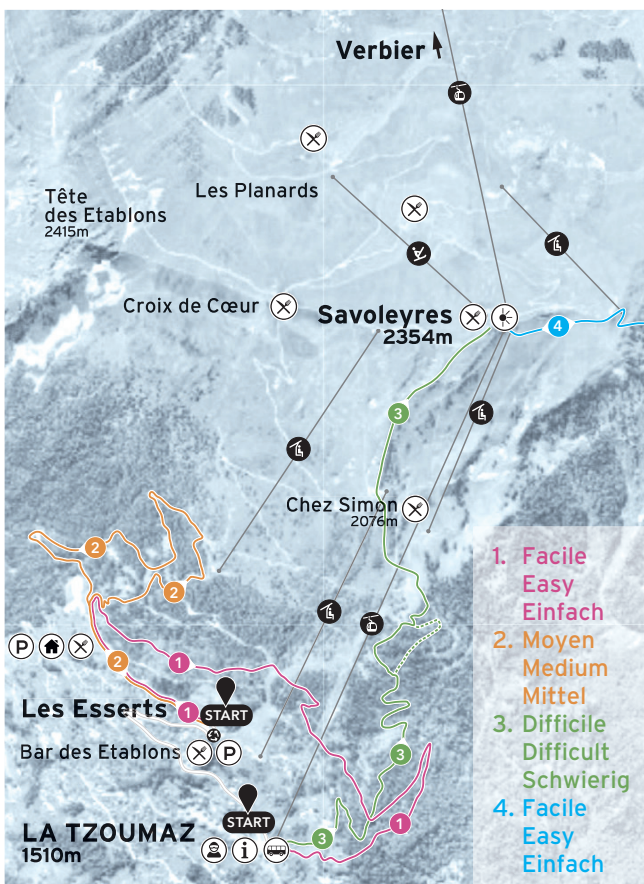 Verbier
Les Planards
Tête
des Etablons
2415m
Croix de Cœur
Savoleyres
2354m
4
3
Chez Simon
2076m
2
2
1. Facile
Easy
Einfach
2. Moyen
Medium
Mittel
3. Difficile
Difficult
Schwierig
4. Facile
Easy
Einfach
P
2
1
Les Esserts
1
START
Bar des Etablons
P
3
START
LA TZOUMAZ
1510m
i
3
1